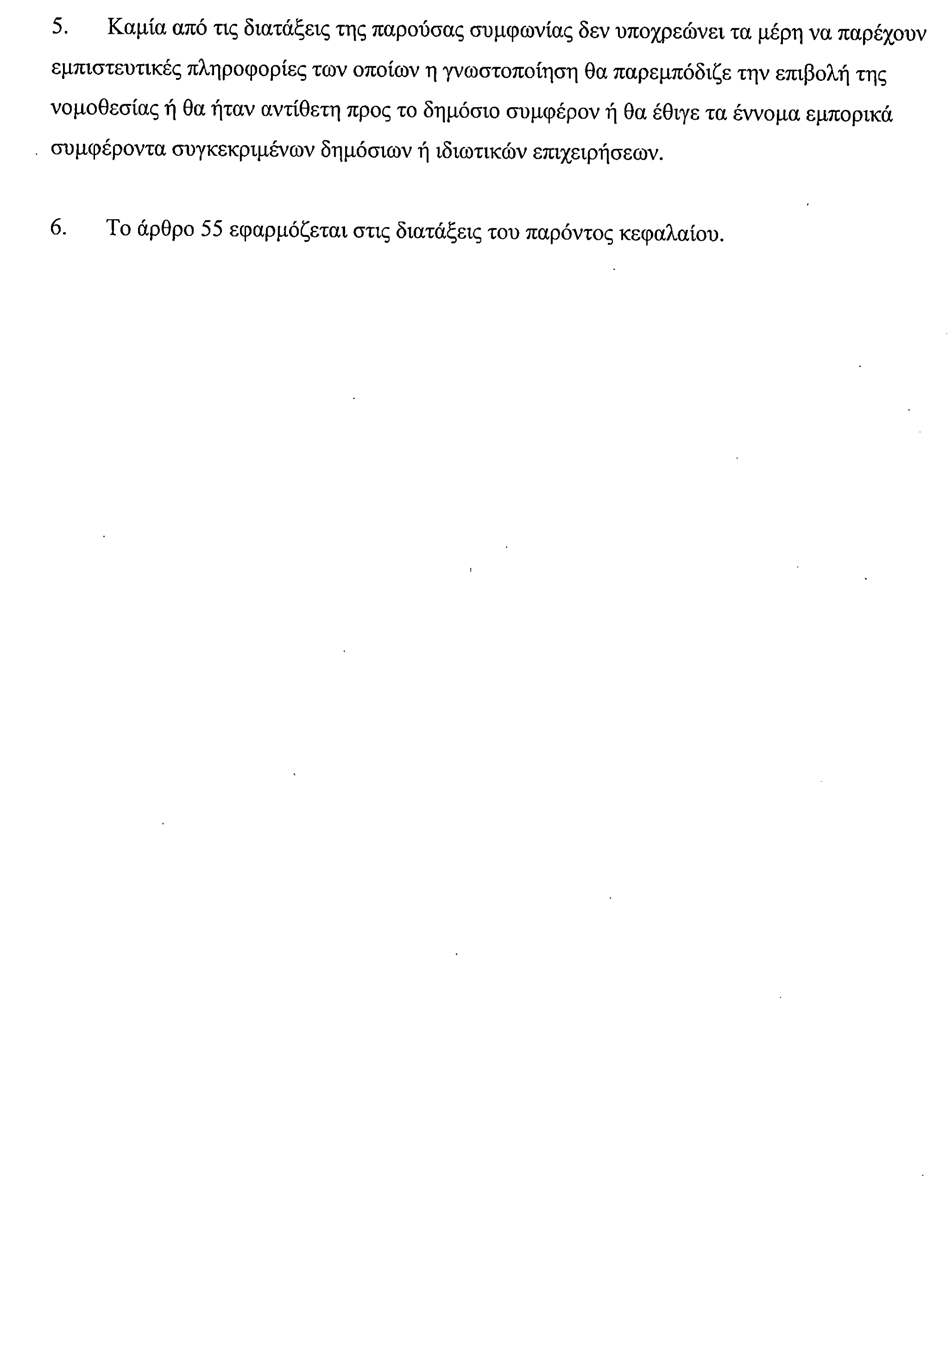 5. Καμία από τις διατάξεις της παρούσας συμφωνίας δεν υποχρεώνει τα μέρη να παρέχουν
εμπιστευτικές πληροφορίες των οποίων η γνωστοποίηση θα παρεμπόδιζε την επιβολή της
νομοθεσίας ή θα ήταν αντίθετη προς το δημόσιο συμφέρον ή θα έθιγε τα έννομα εμπορικά
συμφέροντα συγκεκριμένων δημόσιων ή ιδιωτικών επιχειρήσεων.
6. Το άρθρο 55 εφαρμόζεται στις διατάξεις του παρόντος κεφαλαίου.